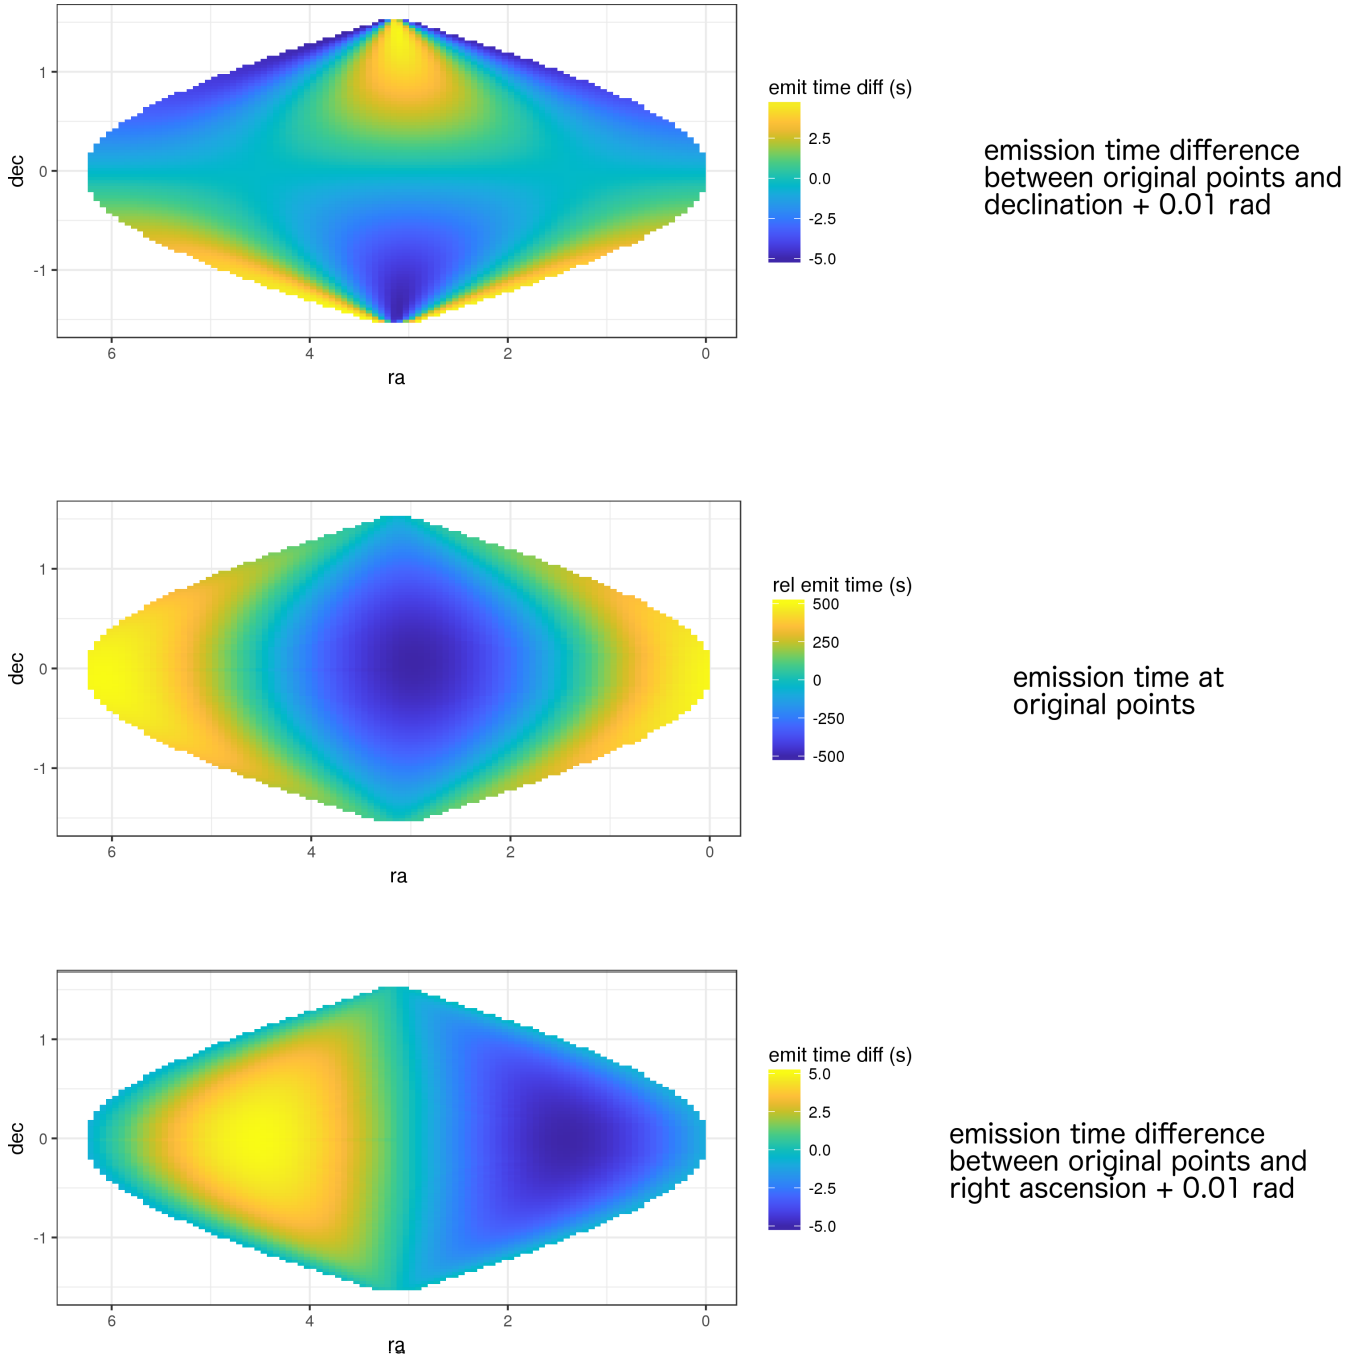 emit time diff (s)
2.5
0.0
-2.5
-5.0
1
0
-1
dec
6
4
2
0
ra
emission time difference
between original points and
declination + 0.01 rad
rel emit time (s)
500
250
0
-250
-500
1
0
-1
dec
6
4
2
0
ra
emission time at
original points
emit time diff (s)
5.0
2.5
0.0
-2.5
-5.0
1
0
-1
dec
6
4
2
0
ra
emission time difference
between original points and
right ascension + 0.01 rad